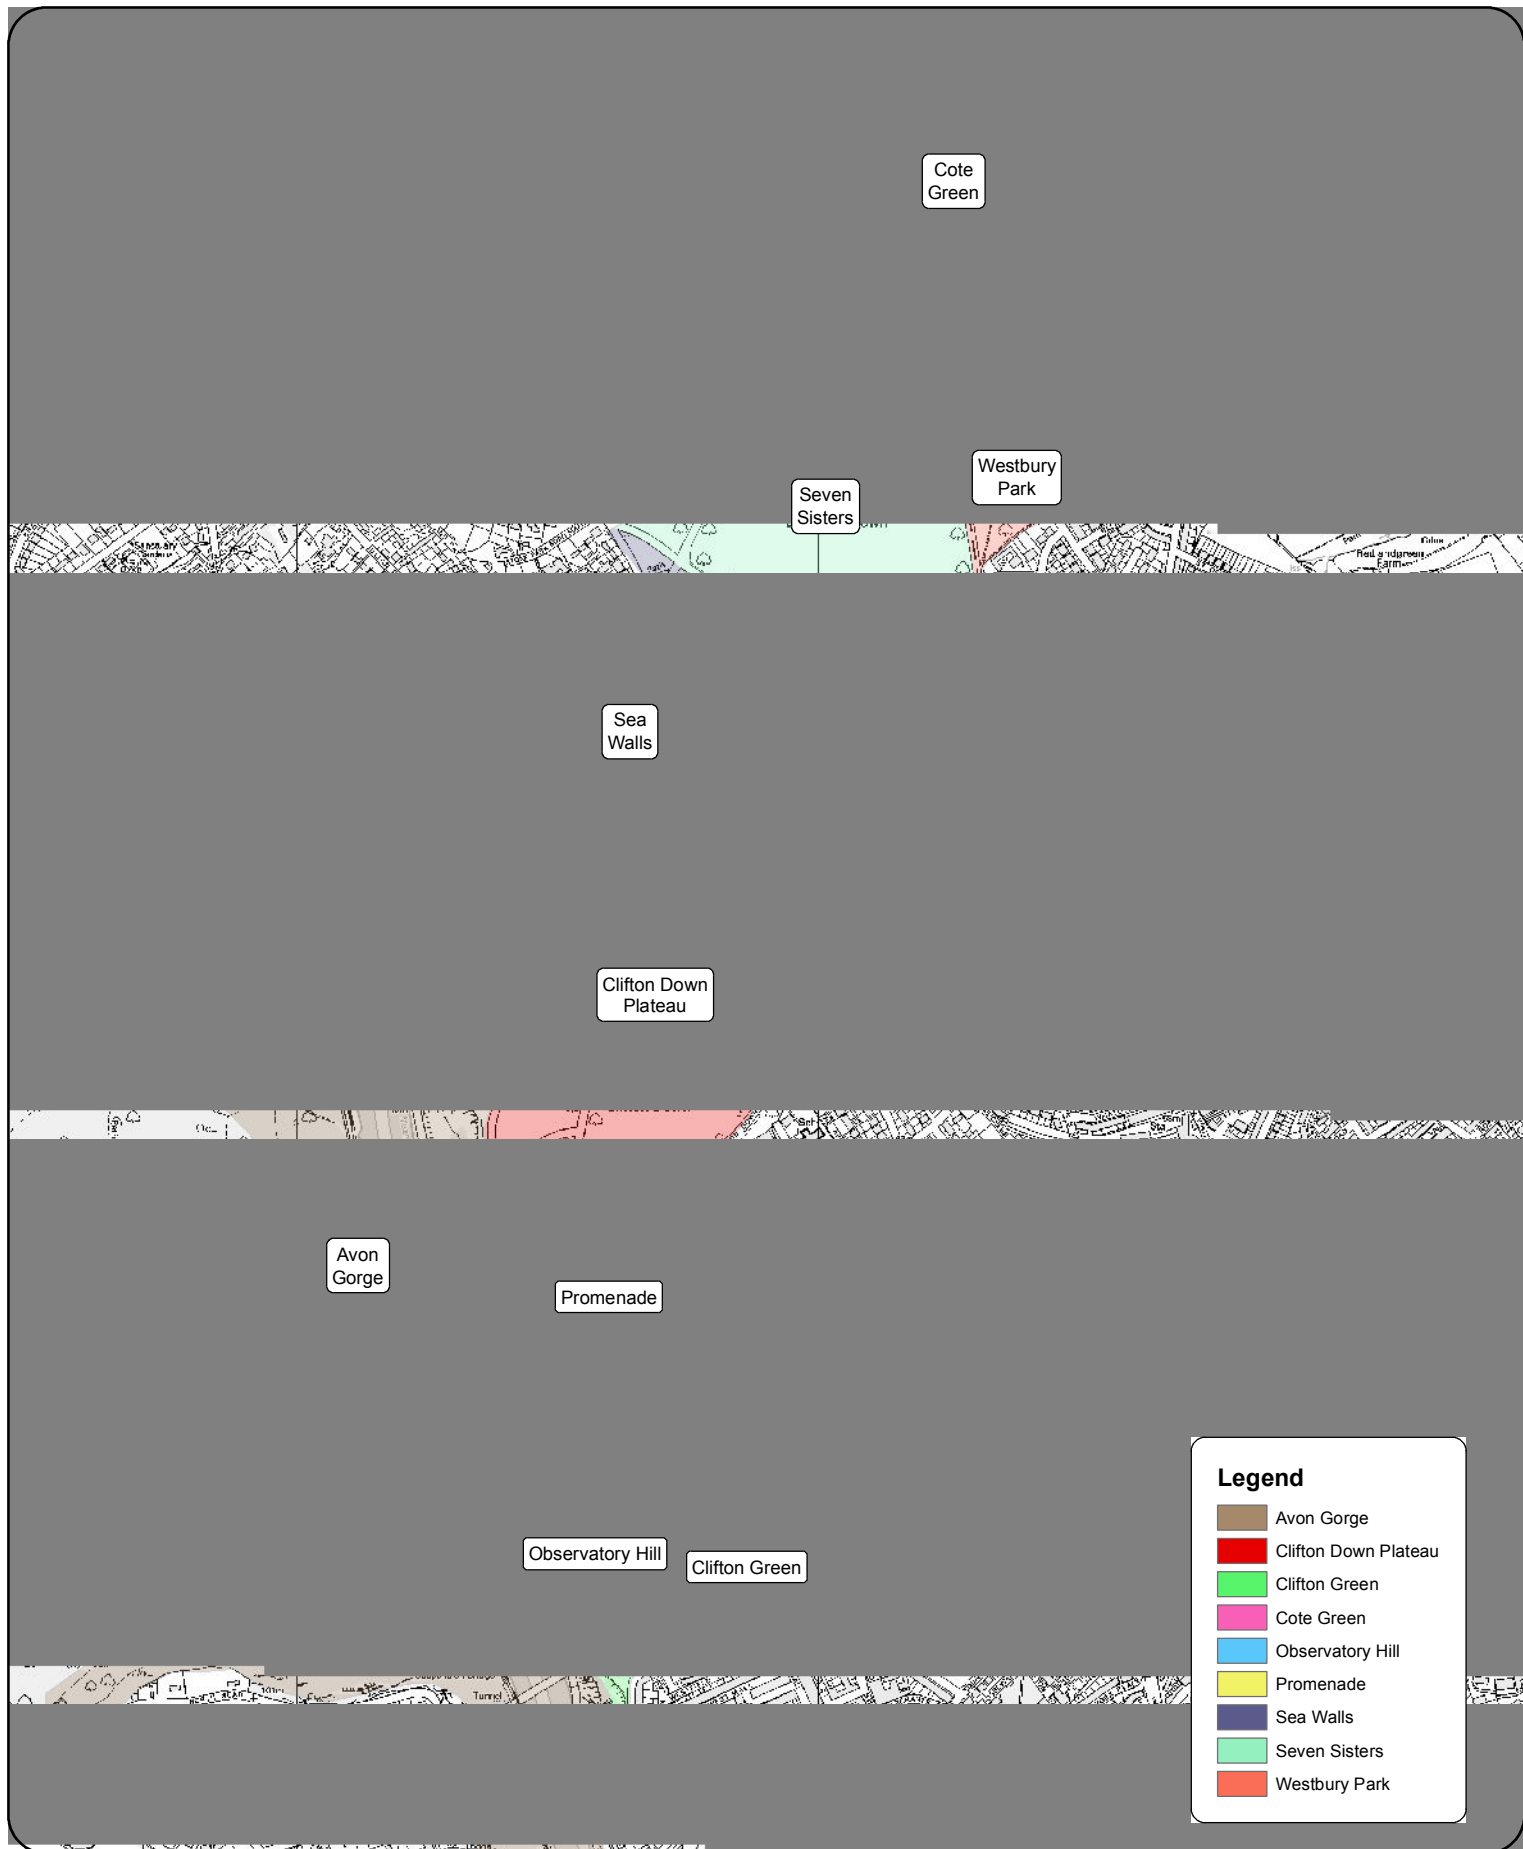 Cote
Green
Westbury
Park
Seven
Sisters
Sea
Walls
Clifton Down
Plateau
Avon
Gorge
Promenade
Observatory Hill
Clifton Green
Tunnel
Legend
Avon Gorge
Clifton Down Plateau
Clifton Green
Cote Green
Observatory Hill
Promenade
Sea Walls
Seven Sisters
Westbury Park